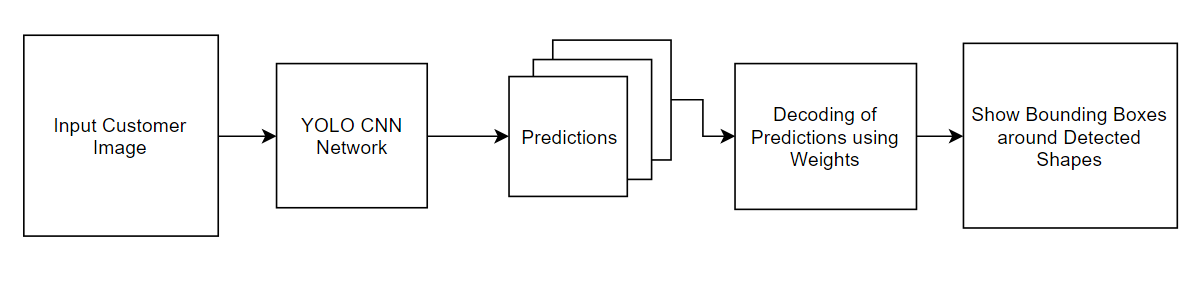 Input Customer
Image
YOLO CNN
Network
Predictions
Decoding of
Predictions using
Weights
Show Bounding Boxes
around Detected
Shapes